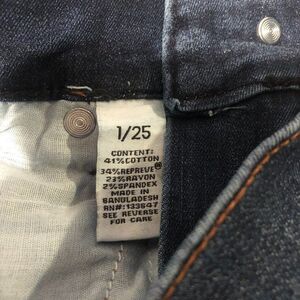 1/25
CONTENT:
41%COTTON
34%REPREVE®
23%RAYON
2%SPANDEX
MADE IN
BANGLADESH
RN#:133647
SEE REVERSE
FOR CARE